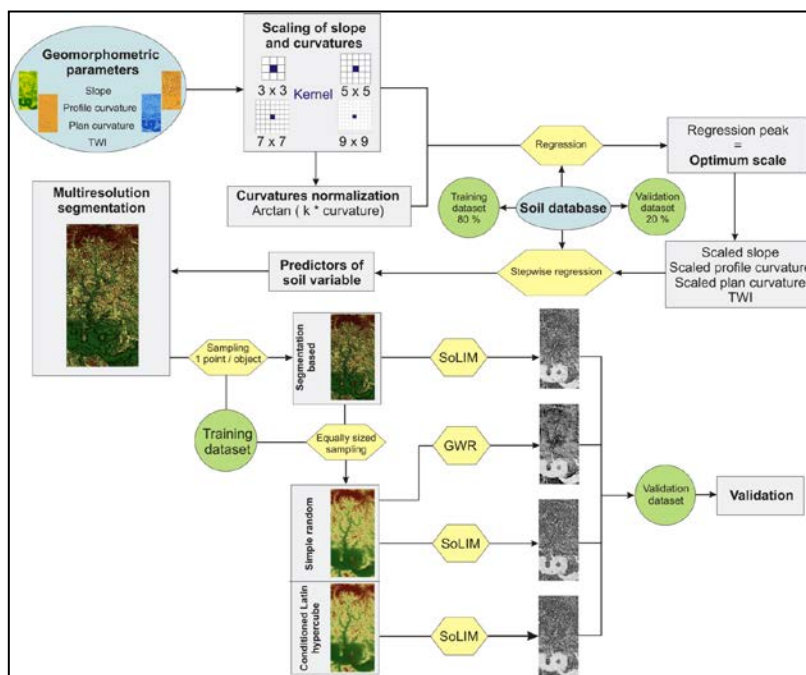 Geomorphometric
parameters
Slope
Profile curvature
Plan curvature
TWI
Scaling of slope
and curvatures
3 x 3
5 x 5
Kernel
7 x 7
9 x 9
Curvatures normalization
Arctan ( k * curvature)
Regression
Regression peak
=
Optimum scale
Training
dataset
80 %
Soil database
Validation
dataset
20 %
Scaled slope
Scaled profile curvature
Scaled plan curvature
TWI
Stepwise regression
Predictors of
soil variable
Multiresolution
segmentation
Sampling
1 point / object
Segmentation
based
SoLIM
Training
dataset
Equally sized
sampling
GWR
Simple random
SoLIM
Conditioned Latin
hypercube
SoLIM
Validation
dataset
Validation